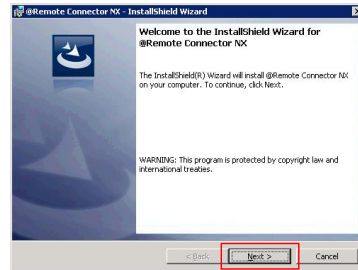 @Remote Connector NX - InstallShield Wizard
Welcome to the InstallShield Wizard for
@Remote Connector NX
The InstallShield(R) Wizard will install @Remote Connector NX
on your computer. To continue, click Next.
WARNING: This program is protected by copyright law and
international treaties.
< Back
Next >
Cancel